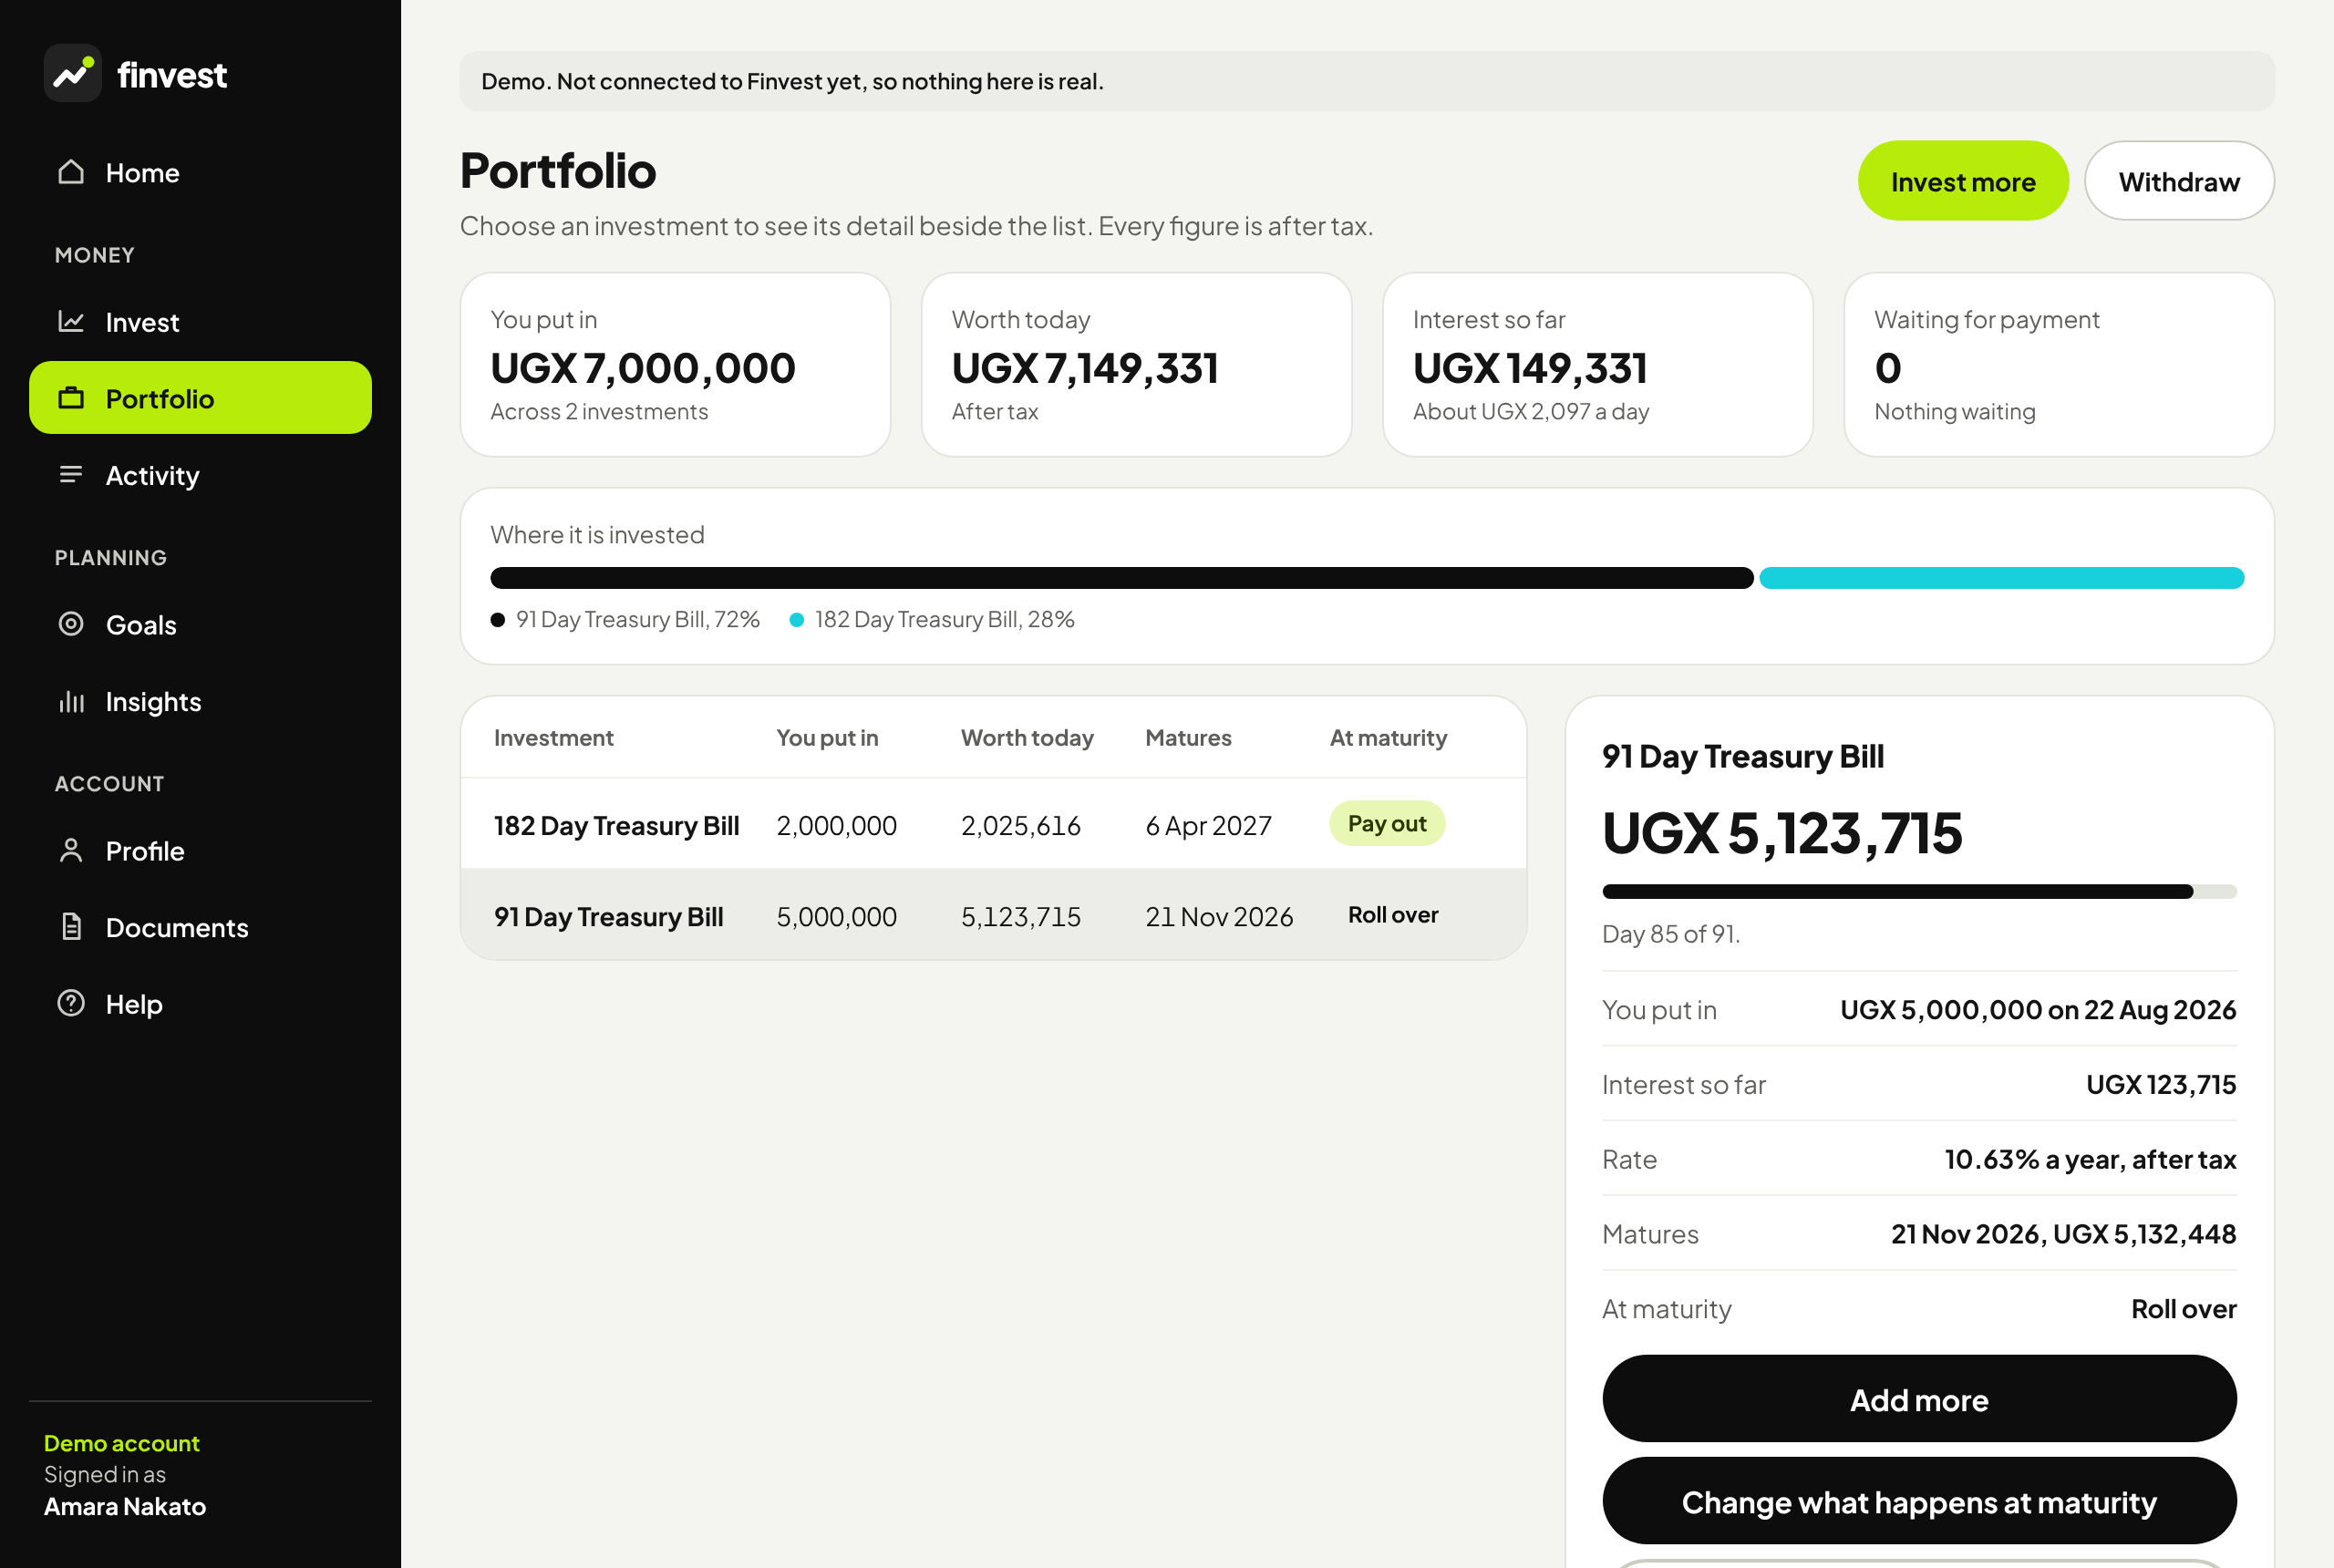 finvest
Home
MONEY
Invest
Portfolio
Activity
PLANNING
Goals
Insights
ACCOUNT
Profile
Documents
Help
Demo account
Signed in as
Amara Nakato
Demo. Not connected to Finvest yet, so nothing here is real.
Portfolio
Choose an investment to see its detail beside the list. Every figure is after tax.
Invest more
Withdraw
You put in
UGX 7,000,000
Across 2 investments
Worth today
UGX 7,149,331
After tax
Interest so far
UGX 149,331
About UGX 2,097 a day
Waiting for payment
0
Nothing waiting
Where it is invested
91 Day Treasury Bill, 72% 182 Day Treasury Bill, 28%
Investment You put in Worth today Matures At maturity
182 Day Treasury Bill 2,000,000 2,025,616 6 Apr 2027 Pay out
91 Day Treasury Bill 5,000,000 5,123,715 21 Nov 2026 Roll over
91 Day Treasury Bill
UGX 5,123,715
Day 85 of 91.
You put in UGX 5,000,000 on 22 Aug 2026
Interest so far UGX 123,715
Rate 10.63% a year, after tax
Matures 21 Nov 2026, UGX 5,132,448
At maturity Roll over
Add more
Change what happens at maturity